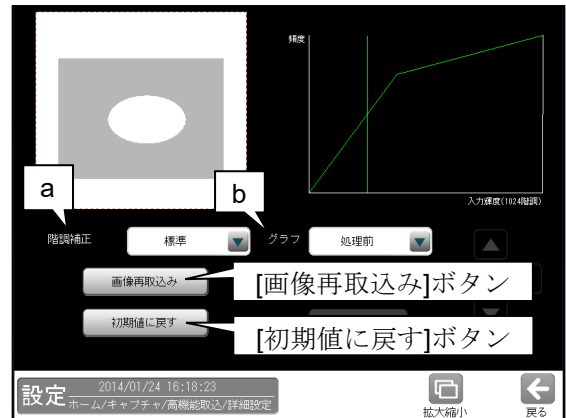 頻度
入力輝度(1024階調)
a
b
階調補正
標準
グラフ
処理前
画像再取込み
[画像再取込み]ボタン
初期値に戻す
[初期値に戻す]ボタン
設定
2014/01/24 16:18:23
ホーム/キャプチャ/高機能取込/詳細設定
拡大縮小
戻る